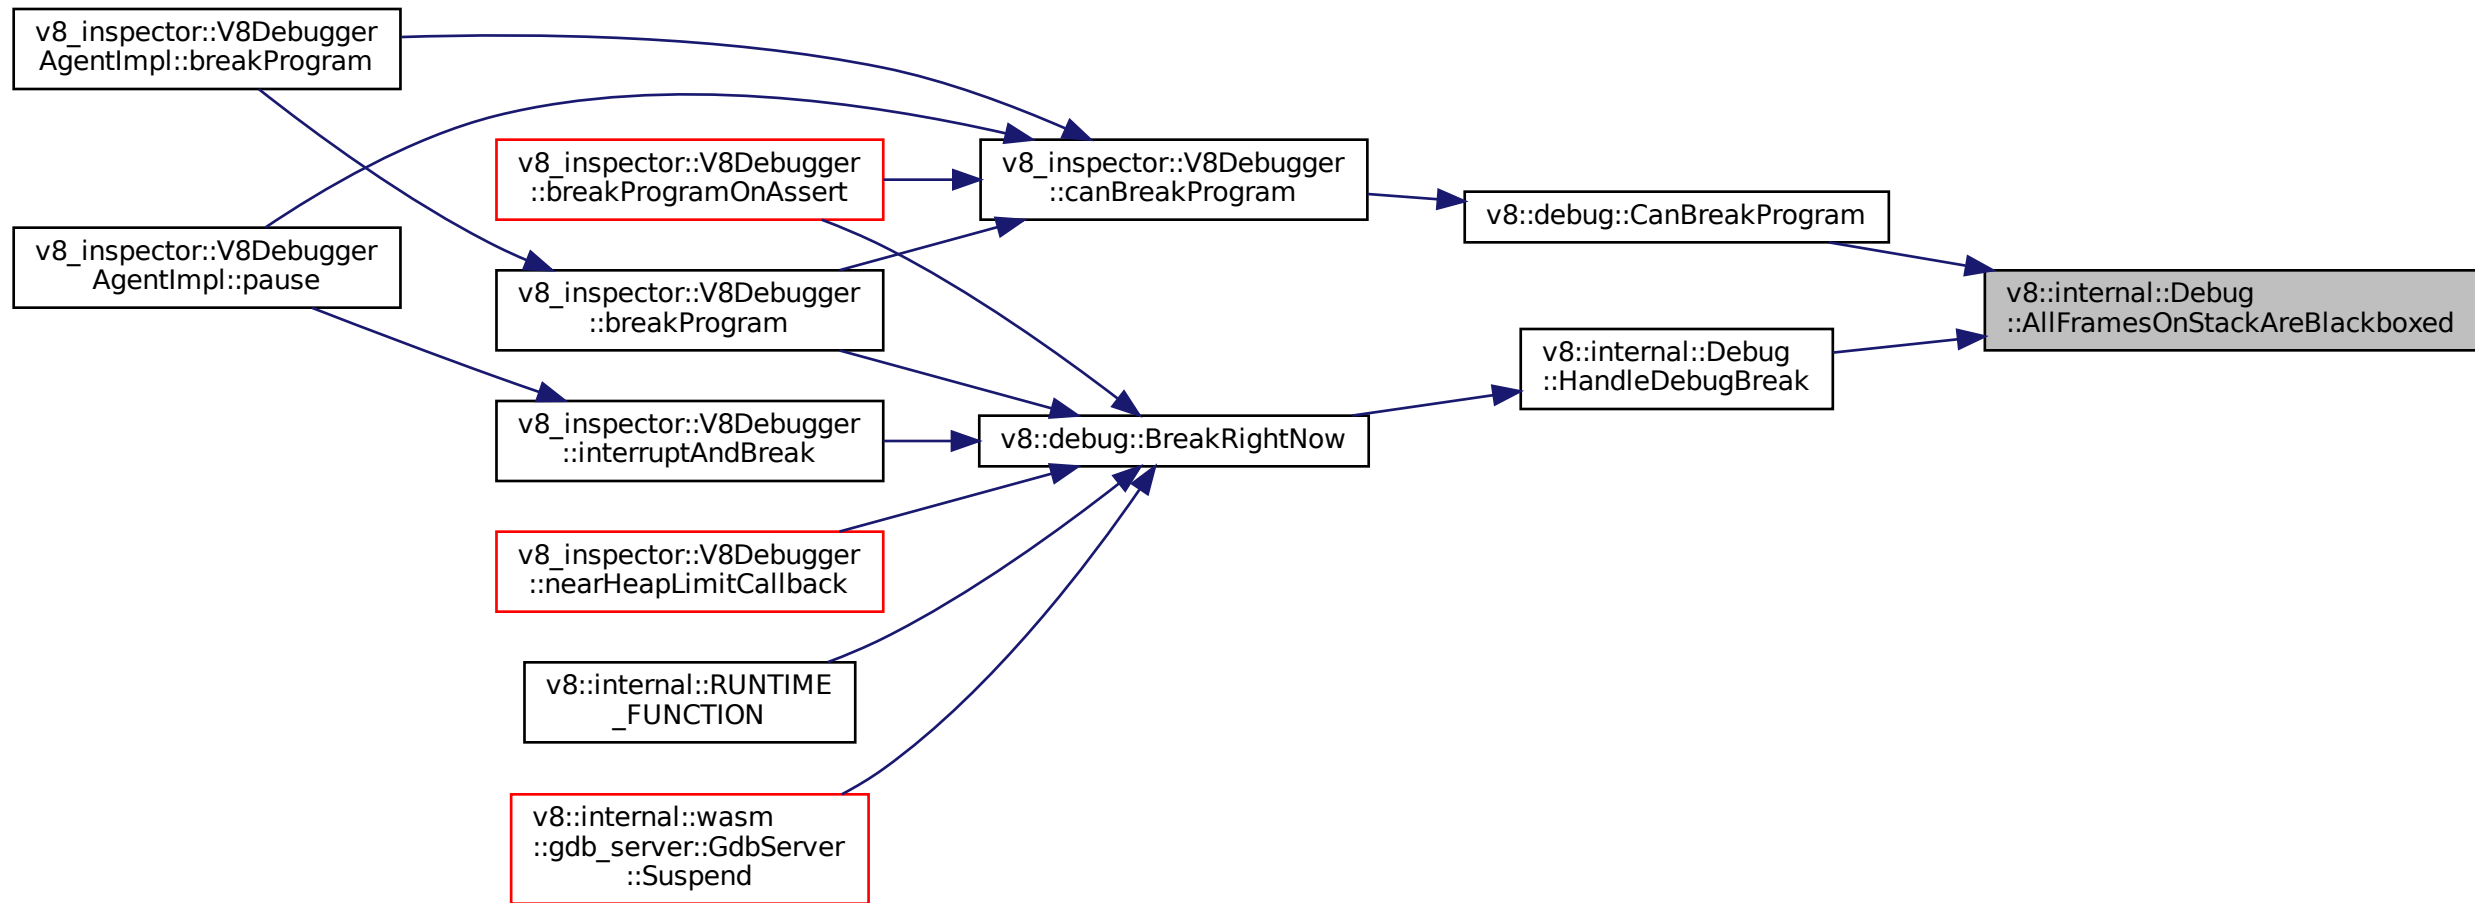 v8_inspector::V8Debugger
AgentImpl::breakProgram
v8_inspector::V8Debugger
AgentImpl::pause
v8_inspector::V8Debugger
::breakProgramOnAssert
v8_inspector::V8Debugger
::breakProgram
v8_inspector::V8Debugger
::interruptAndBreak
v8_inspector::V8Debugger
::nearHeapLimitCallback
v8::internal::RUNTIME
_FUNCTION
v8::internal::wasm
::gdb_server::GdbServer
::Suspend
v8_inspector::V8Debugger
::canBreakProgram
v8::debug::BreakRightNow
v8::debug::CanBreakProgram
v8::internal::Debug
::HandleDebugBreak
v8::internal::Debug
::AllFramesOnStackAreBlackboxed